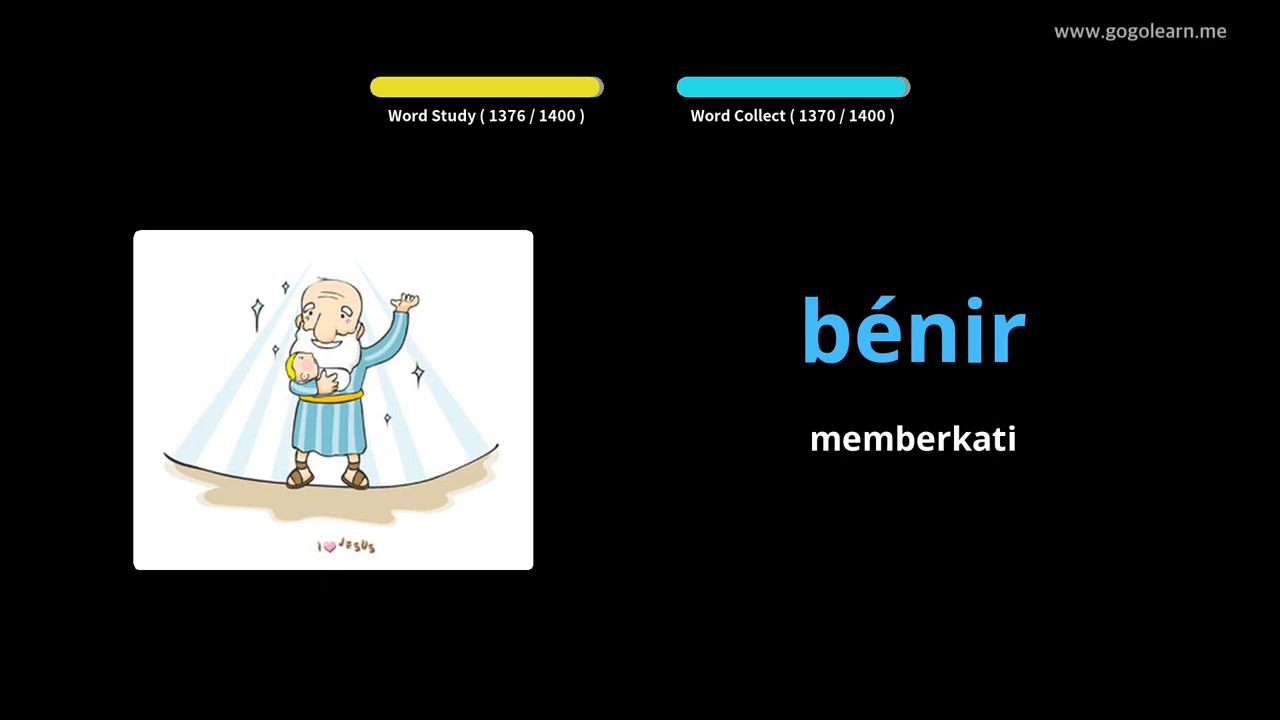 www.gogolearn.me
Word Study ( 1376 / 1400 )
Word Collect ( 1370 / 1400 )
bénir
memberkati
I JESUS